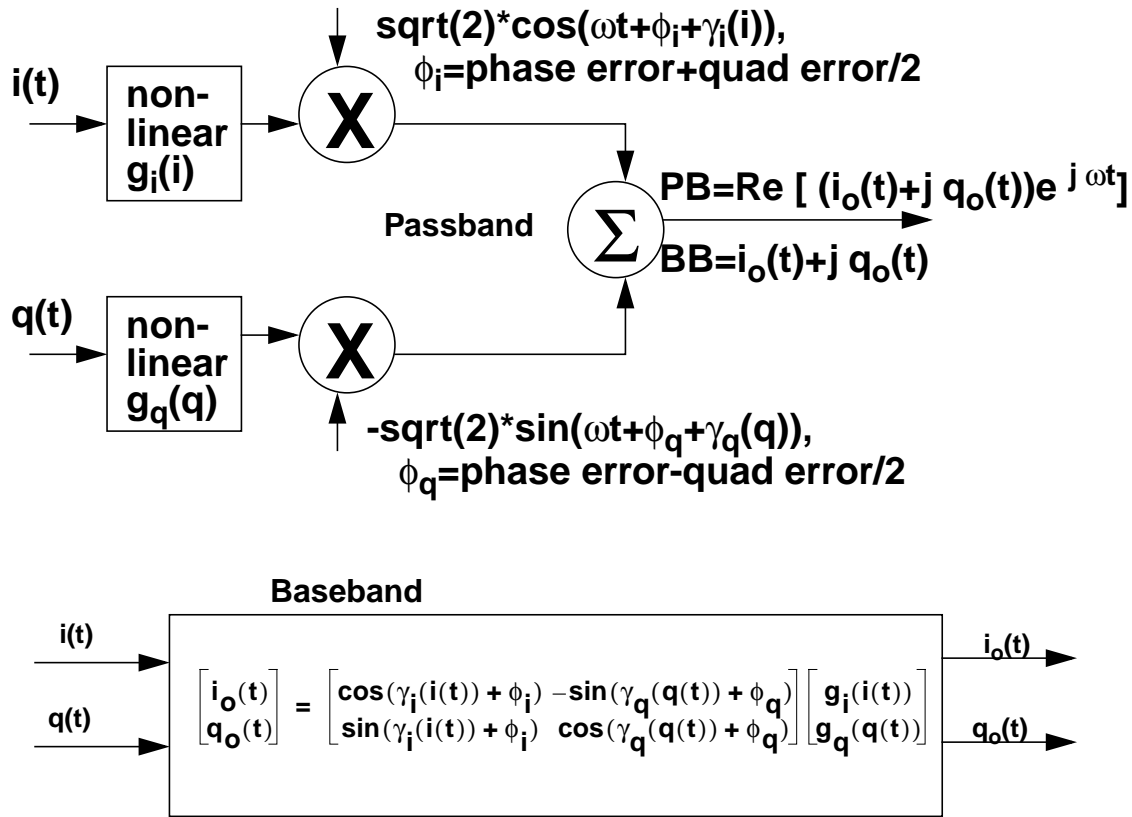 sqrt(2)*cos(ωt+ϕi+γi(i)),
ϕi=phase error+quad error/2
i(t)
non-
linear
gi(i)
X
PB=Re [ (io(t)+j qo(t))e j ωt]
Passband
Σ
BB=io(t)+j qo(t)
q(t)
non-
linear
gq(q)
X
-sqrt(2)*sin(ωt+ϕq+γq(q)),
ϕq=phase error-quad error/2
Baseband
i(t)
io(t)
io(t) = cos(γi(i(t)) + ϕi) –sin(γq(q(t)) + ϕq) gi(i(t))
qo(t) sin(γi(i(t)) + ϕi) cos(γq(q(t)) + ϕq) gq(q(t))
q(t)
qo(t)